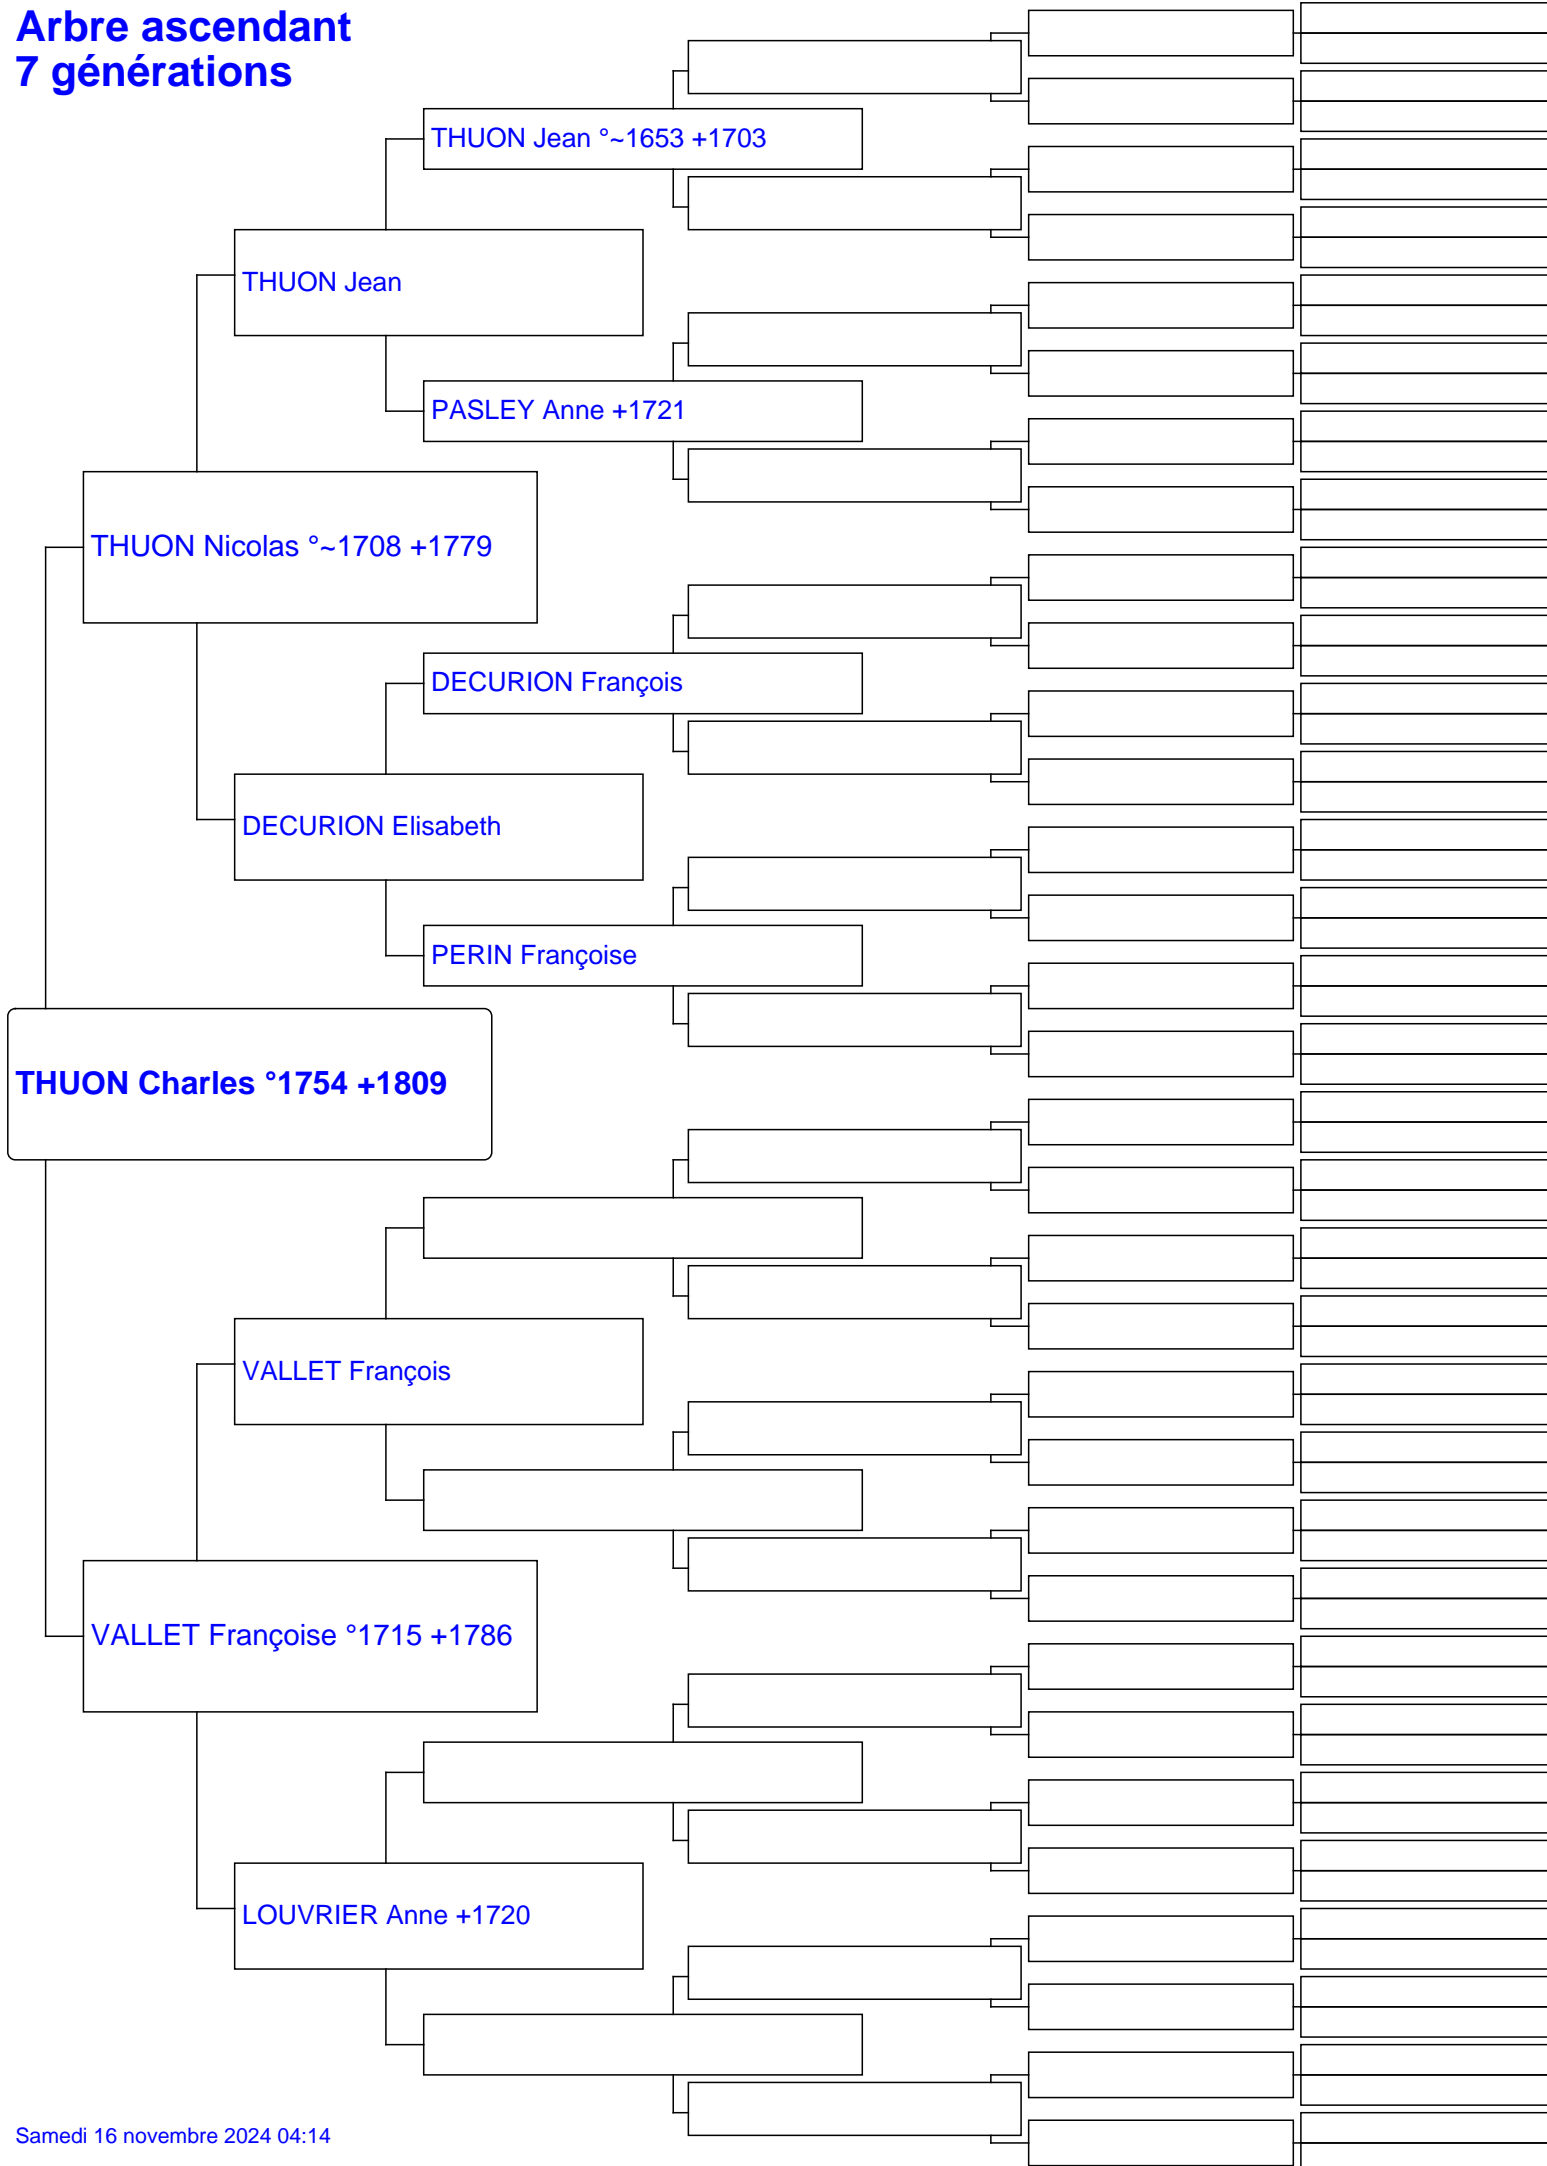 Arbre ascendant
7 générations
THUON Jean °~1653 +1703
THUON Jean
PASLEY Anne +1721
THUON Nicolas °~1708 +1779
DECURION François
DECURION Elisabeth
PERIN Françoise
THUON Charles °1754 +1809
VALLET François
VALLET Françoise °1715 +1786
LOUVRIER Anne +1720
Samedi 16 novembre 2024 04:14